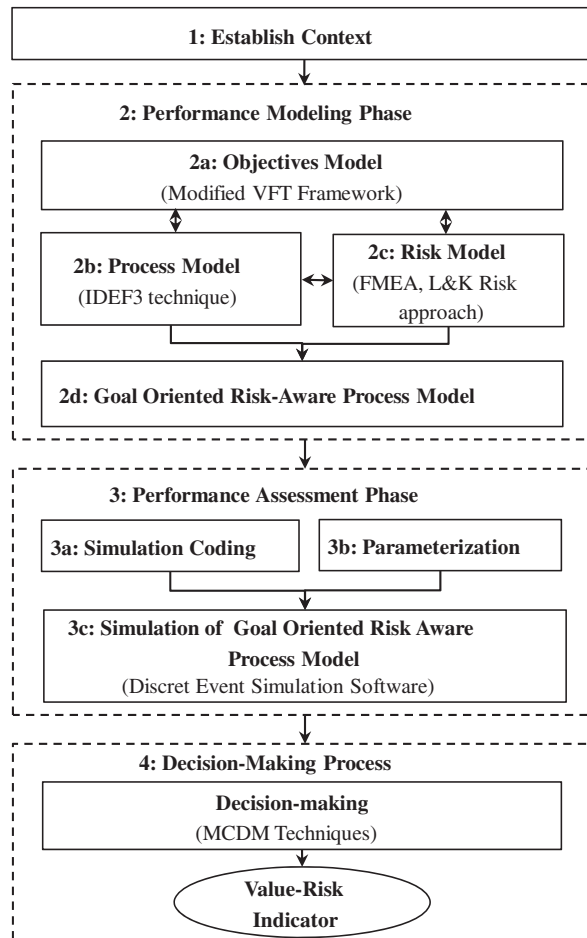 1: Establish Context
2: Performance Modeling Phase
2a: Objectives Model
(Modified VFT Framework)
2b: Process Model
(IDEF3 technique)
2c: Risk Model
(FMEA, L&K Risk
approach)
2d: Goal Oriented Risk-Aware Process Model
3: Performance Assessment Phase
3a: Simulation Coding
3b: Parameterization
3c: Simulation of Goal Oriented Risk Aware
Process Model
(Discret Event Simulation Software)
4: Decision-Making Process
Decision-making
(MCDM Techniques)
Value-Risk
Indicator